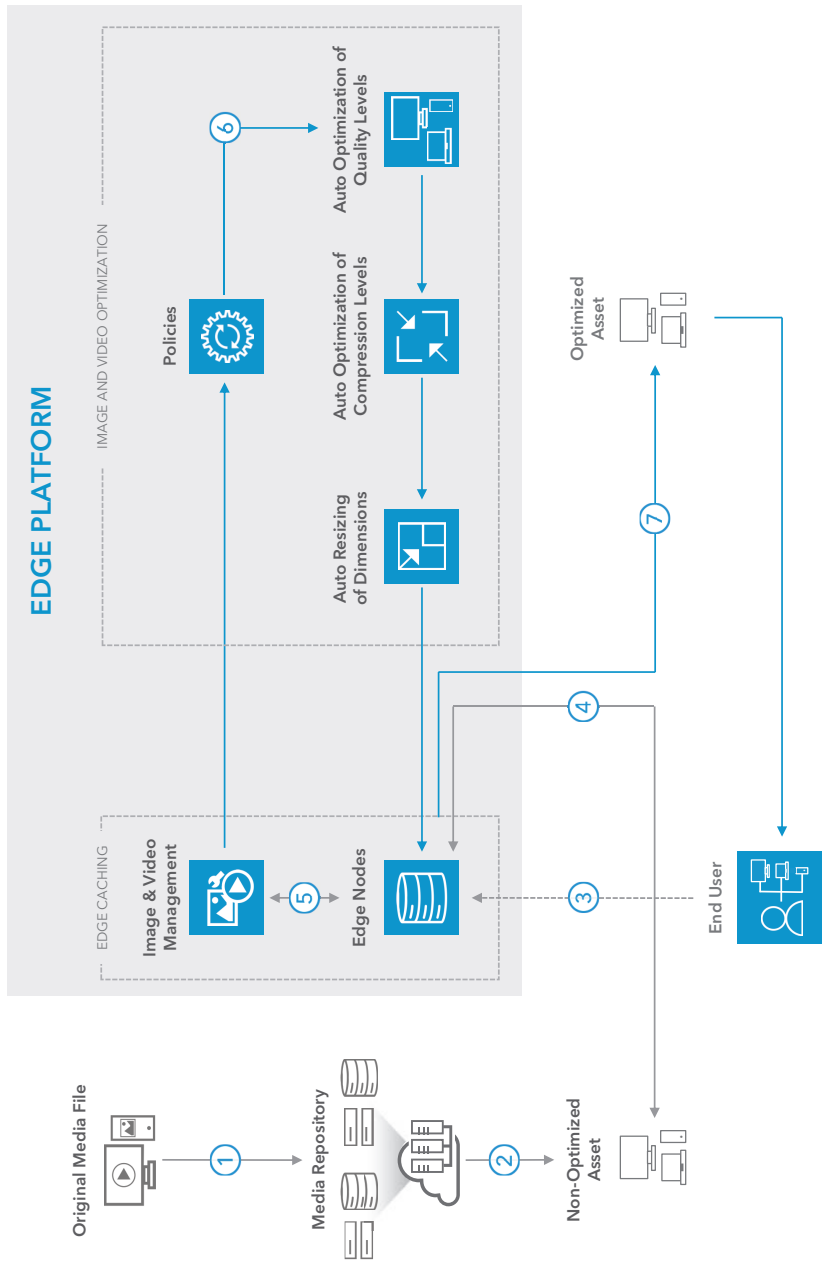 EDGE PLATFORM
EDGE CACHING
IMAGE AND VIDEO OPTIMIZATION
Original Media File
1
Media Repository
2
Non-Optimized
Asset
Image & Video
Management
5
Edge Nodes
3
End User
4
Policies
6
Auto Resizing
of Dimensions
Auto Optimization of
Compression Levels
Auto Optimization of
Quality Levels
7
Optimized
Asset